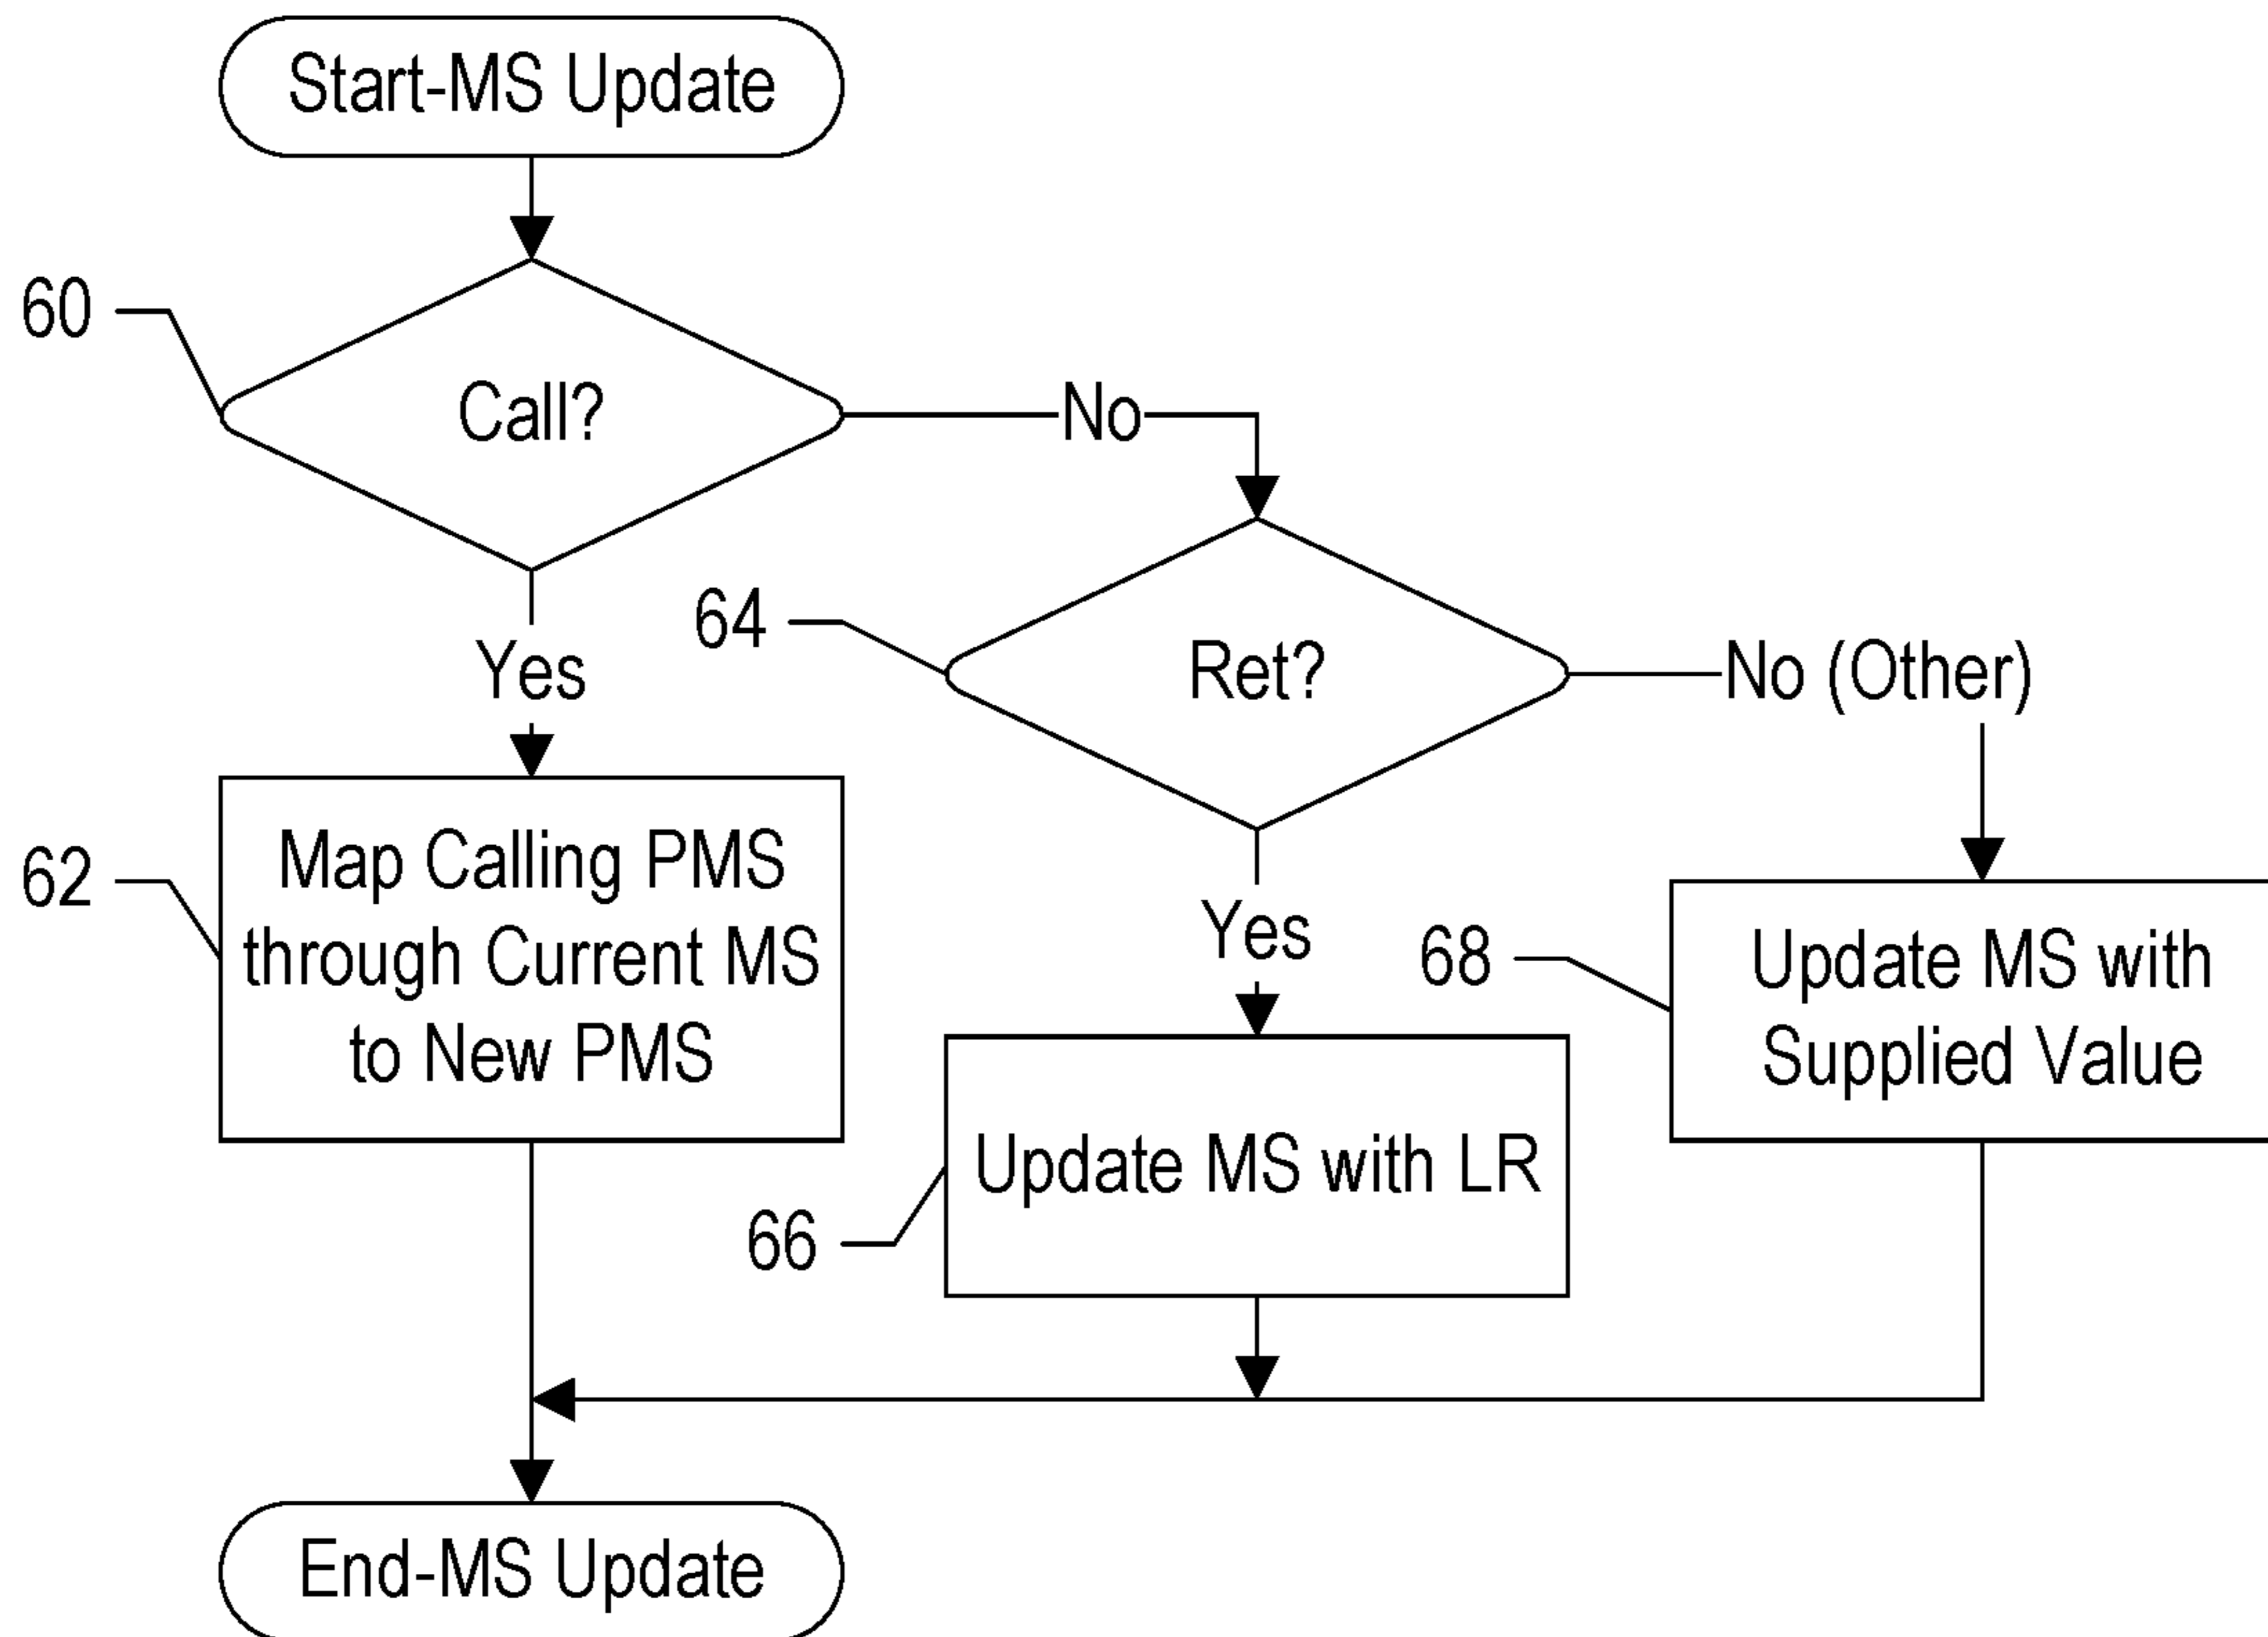 Start-MS Update
60
Call?
No
Yes
64
Ret?
No (Other)
62
Map Calling PMS
through Current MS
to New PMS
Yes
68
Update MS with
Supplied Value
66
Update MS with LR
End-MS Update